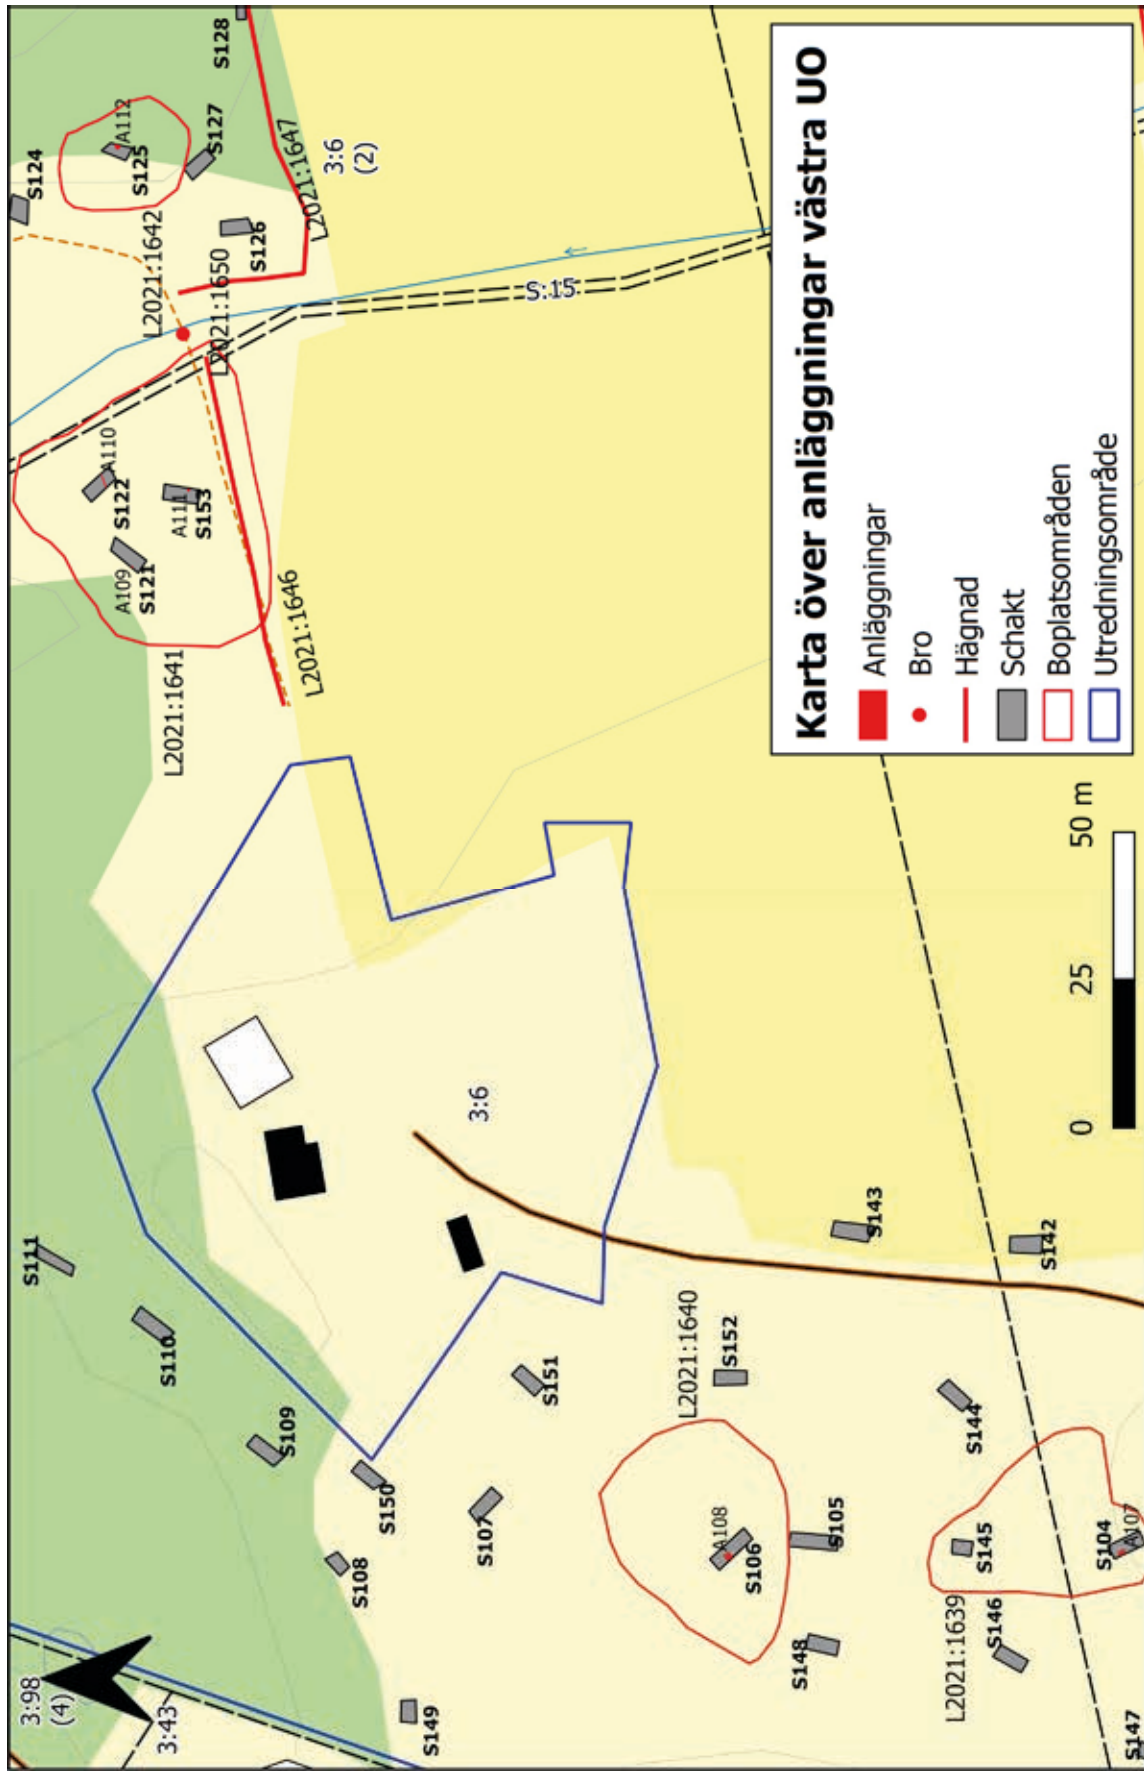 3:98
(4)
3:43
S149
S108
S150
S109
S110
S111
S107
S151
3:6
L2021:1640
S152
A108
S106
S105
S148
L2021:1639
S146
S145
S144
S104
A107
S147
S143
S142
L2021:1641
A109
S121
A110
S122
A111
S153
L2021:1646
L2021:1650
L2021:1642
S124
A112
S125
S127
S126
S128
L2021:1647
3:6
(2)
S:15
0 25 50 m
Karta över anläggningar västra UO
Anläggningar
Bro
Hägnad
Schakt
Boplatsområden
Utredningsområde